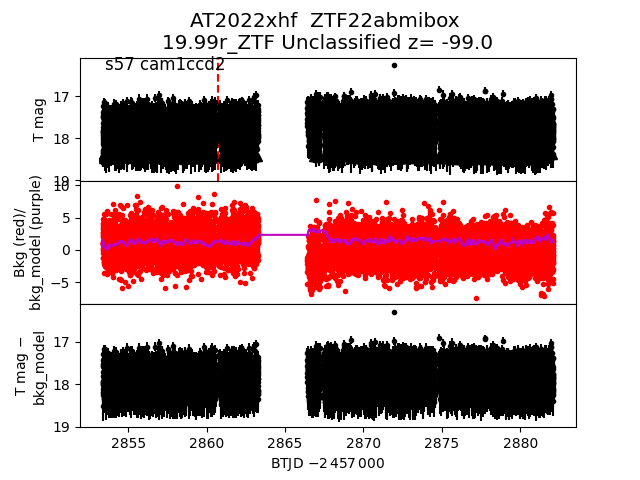 AT2022xhf  ZTF22abmibox
19.99r_ZTF Unclassified z= -99.0
s57 cam1ccd2
T mag
17
18
19
Bkg (red)/
bkg_model (purple)
10
5
0
−5
T mag −
bkg_model
17
18
19
2855
2860
2865
2870
2875
2880
BTJD −2 457 000